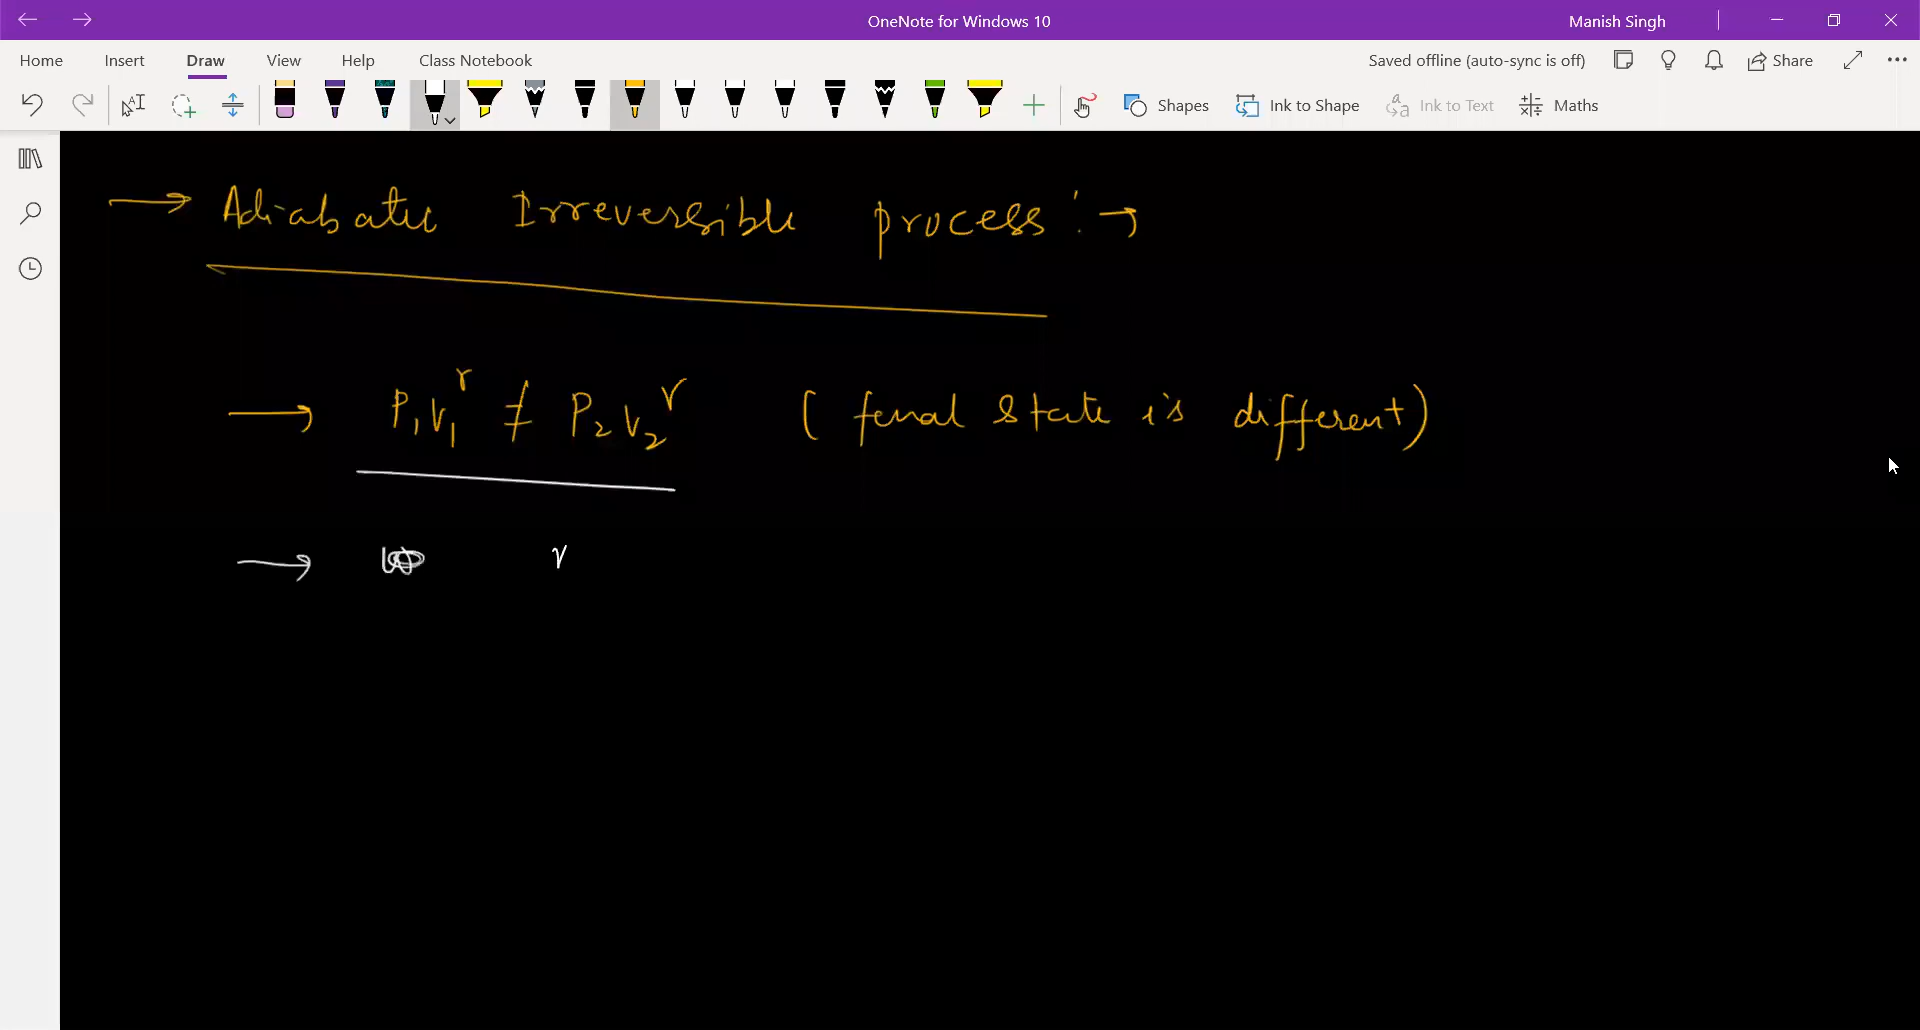 OneNote for Windows 10
Manish Singh
Home Insert Draw View Help Class Notebook
Saved offline (auto-sync is off) Share
Shapes Ink to Shape Ink to Text Maths
→ Adiabatic Irreversible process :→
→ P₁V₁^γ ≠ P₂V₂^γ (final state is different)
→ γ